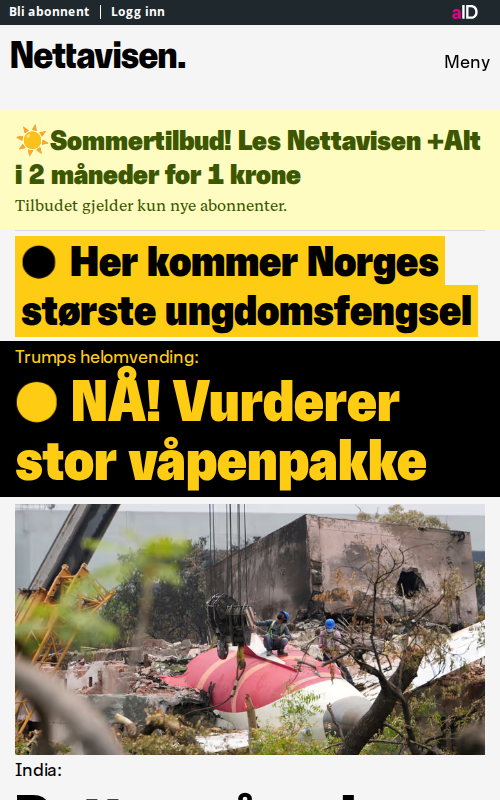 Bli abonnent | Logg inn
aID
Nettavisen.
Meny
☀️Sommertilbud! Les Nettavisen +Alt
i 2 måneder for 1 krone
Tilbudet gjelder kun nye abonnenter.
Her kommer Norges
største ungdomsfengsel
Trumps helomvending:
NÅ! Vurderer
stor våpenpakke
India: